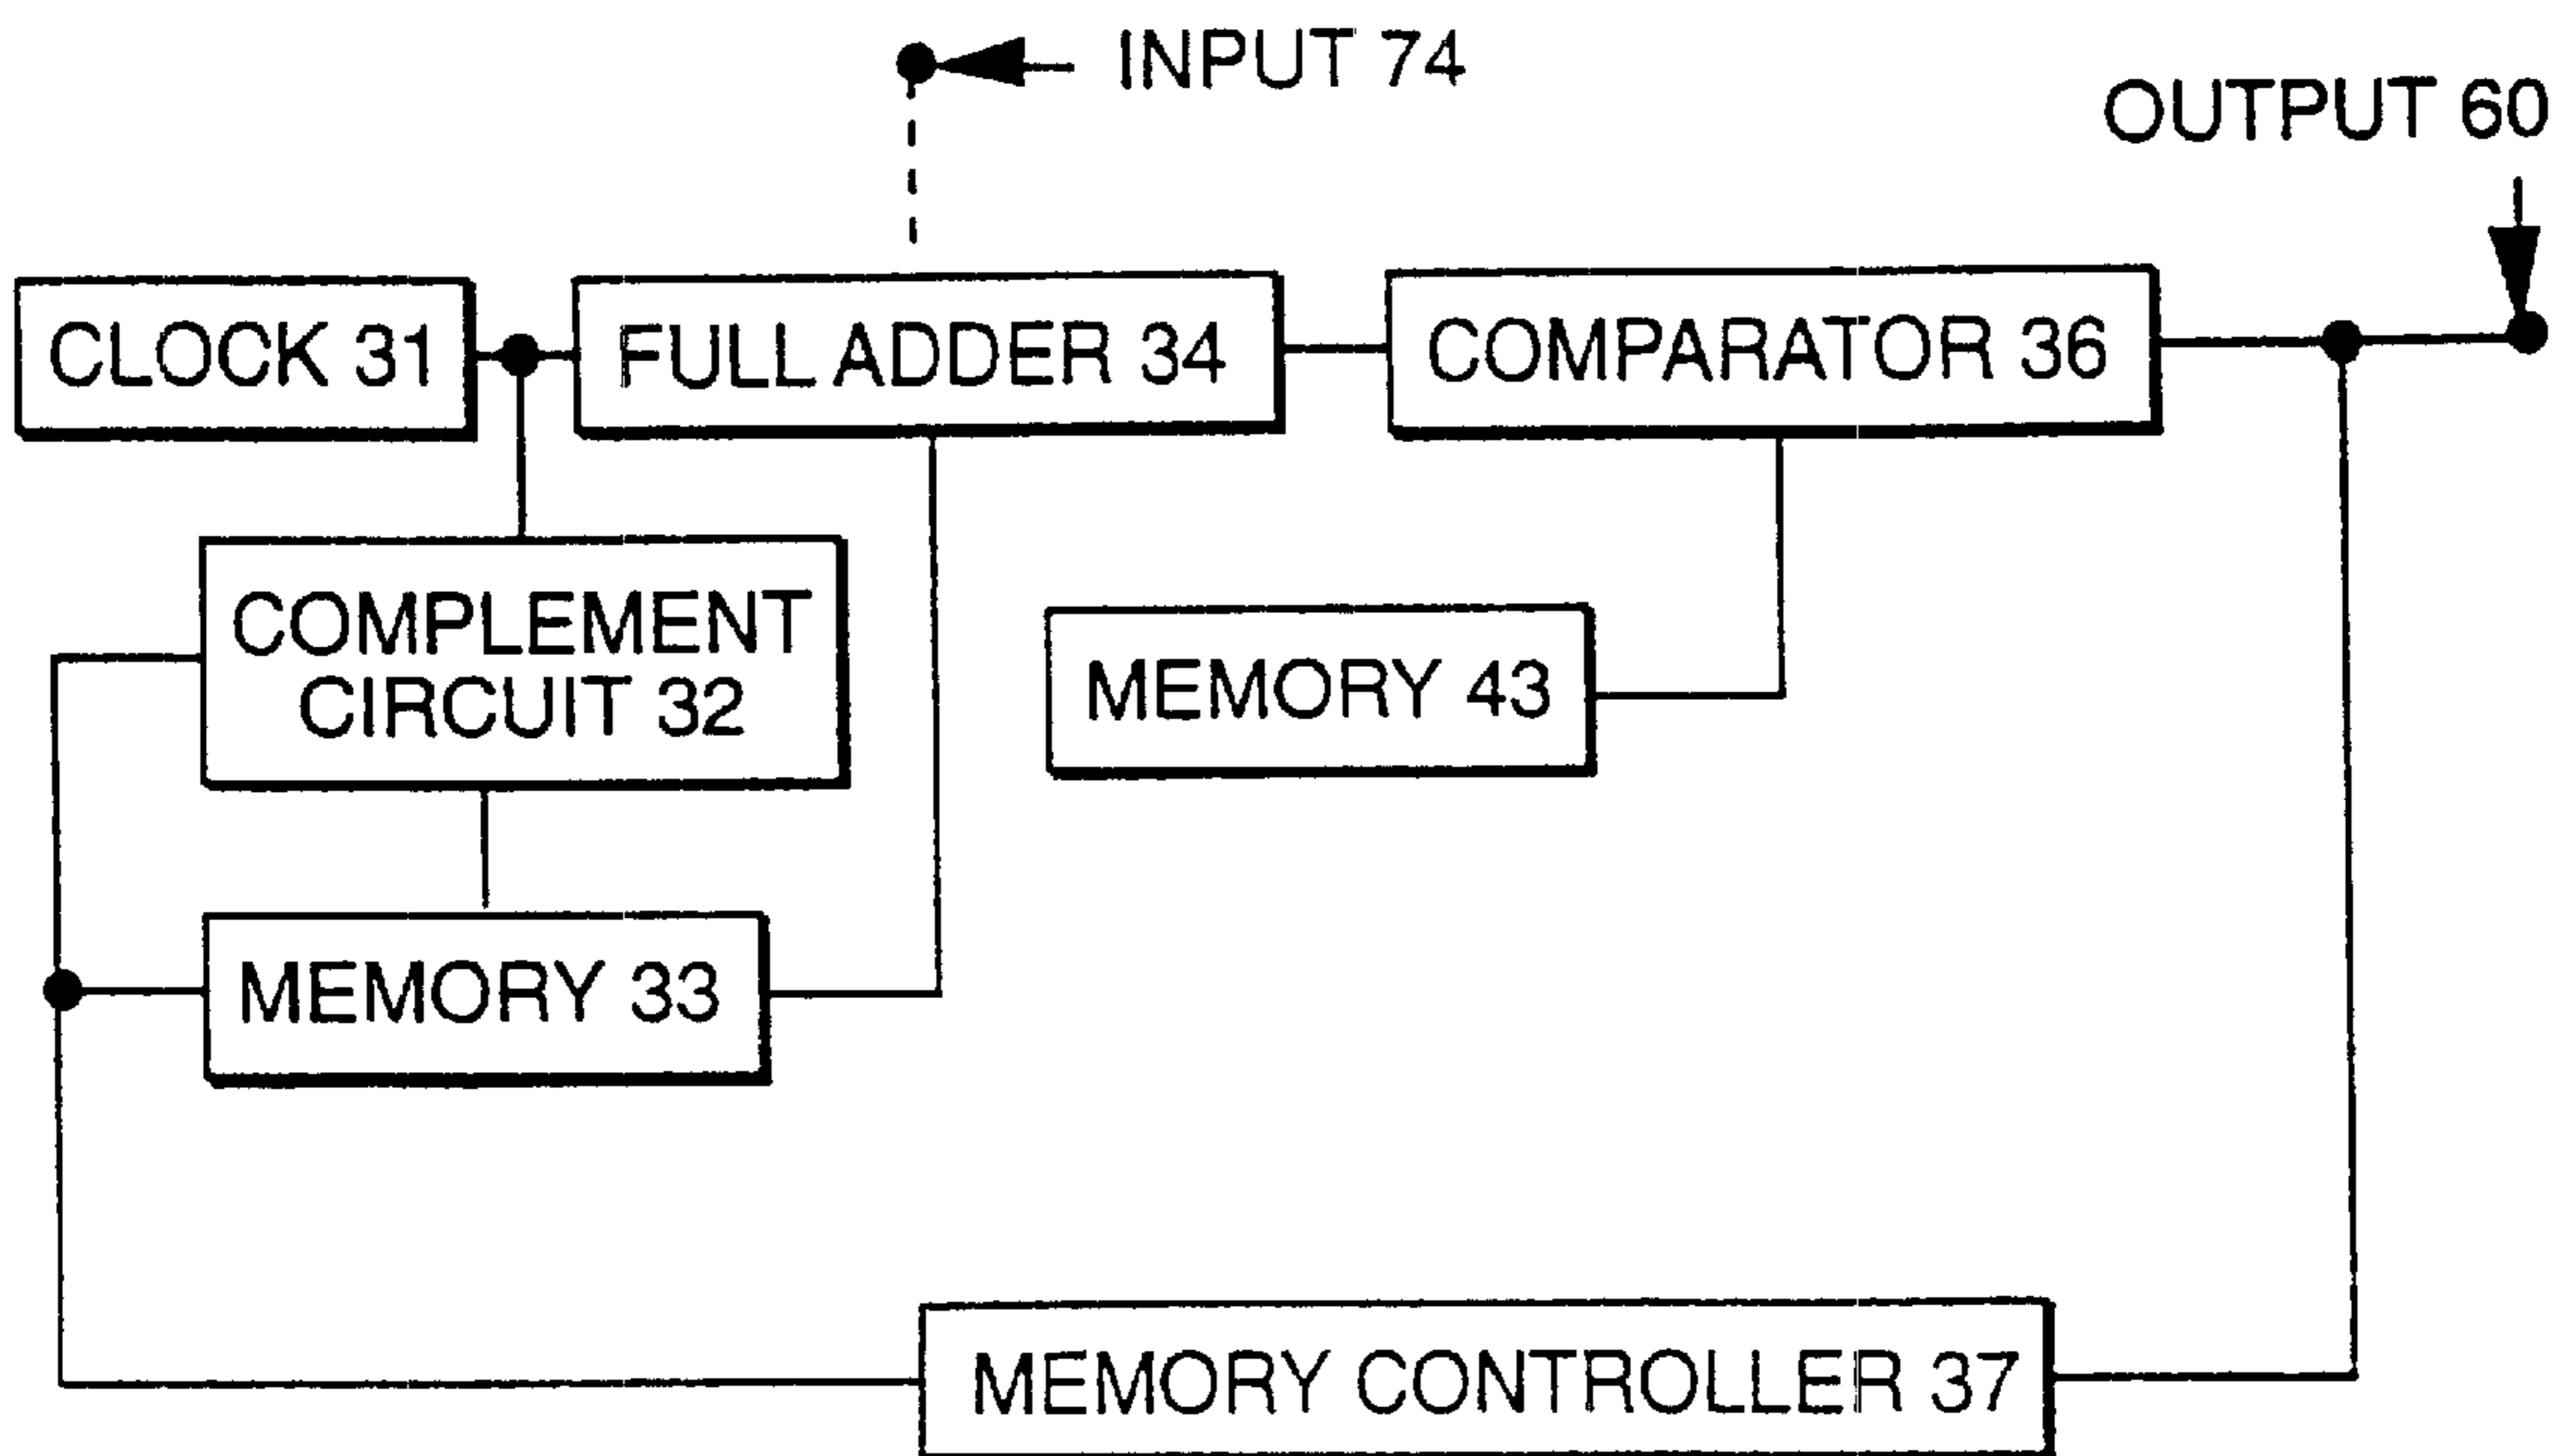 INPUT 74
OUTPUT 60
CLOCK 31
FULL ADDER 34
COMPARATOR 36
COMPLEMENT
CIRCUIT 32
MEMORY 43
MEMORY 33
MEMORY CONTROLLER 37